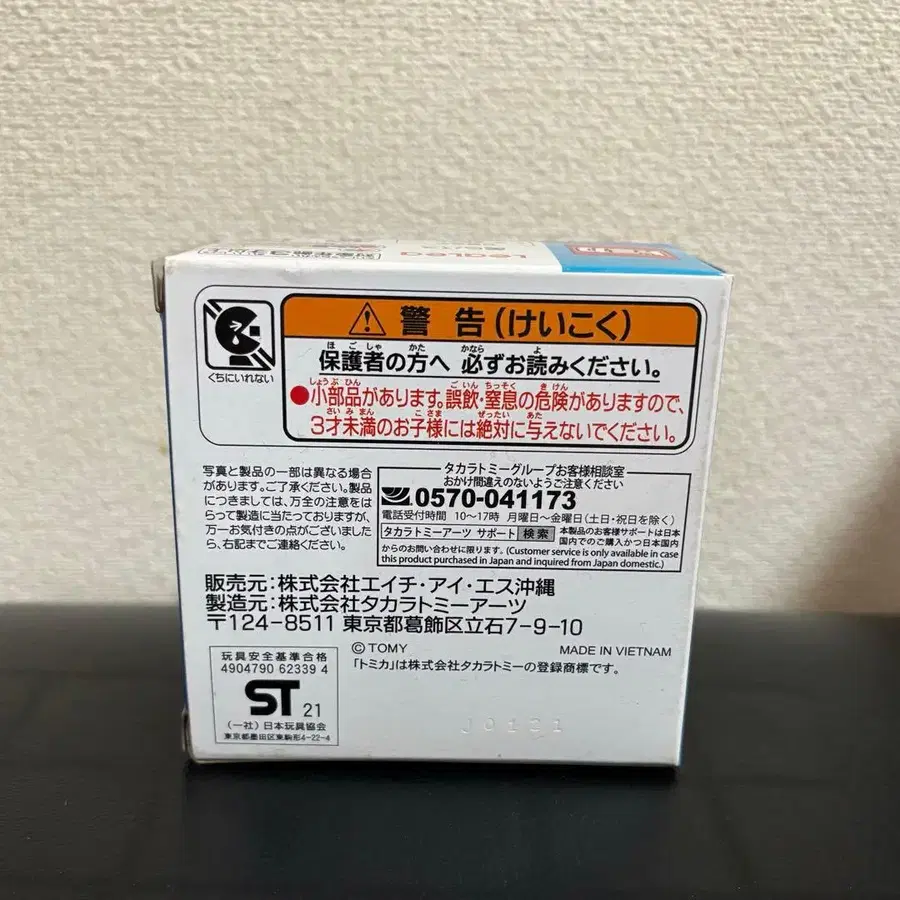 LeaLea
くちにいれない
警告(けいこく)
保護者の方へ 必ずお読みください。
●小部品があります。誤飲・窒息の危険がありますので、
3才未満のお子様には絶対に与えないでください。
写真と製品の一部は異なる場合
があります。ご了承ください。製品
につきましては、万全の注意をは
らって製造に当たっておりますが、
万一お気付きの点がございました
ら、右記までご連絡ください。
タカラトミーグループお客様相談室
おかけ間違えのないようご注意ください
0570-041173
電話受付時間 10〜17時 月曜日〜金曜日(土日・祝日を除く)
タカラトミーアーツ サポート 検索 本製品のお客様サポートは日本
国内でのご購入かつ日本国内
からのお問い合わせに限ります。(Customer service is only available in case
this product purchased in Japan and inquired from Japan domestic.)
販売元:株式会社エイチ・アイ・エス沖縄
製造元:株式会社タカラトミーアーツ
〒124-8511 東京都葛飾区立石7-9-10
© TOMY MADE IN VIETNAM
「トミカ」は株式会社タカラトミーの登録商標です。
玩具安全基準合格
4904790 62339 4
ST 21
(一社)日本玩具協会
東京都墨田区東駒形4-22-4
J0131